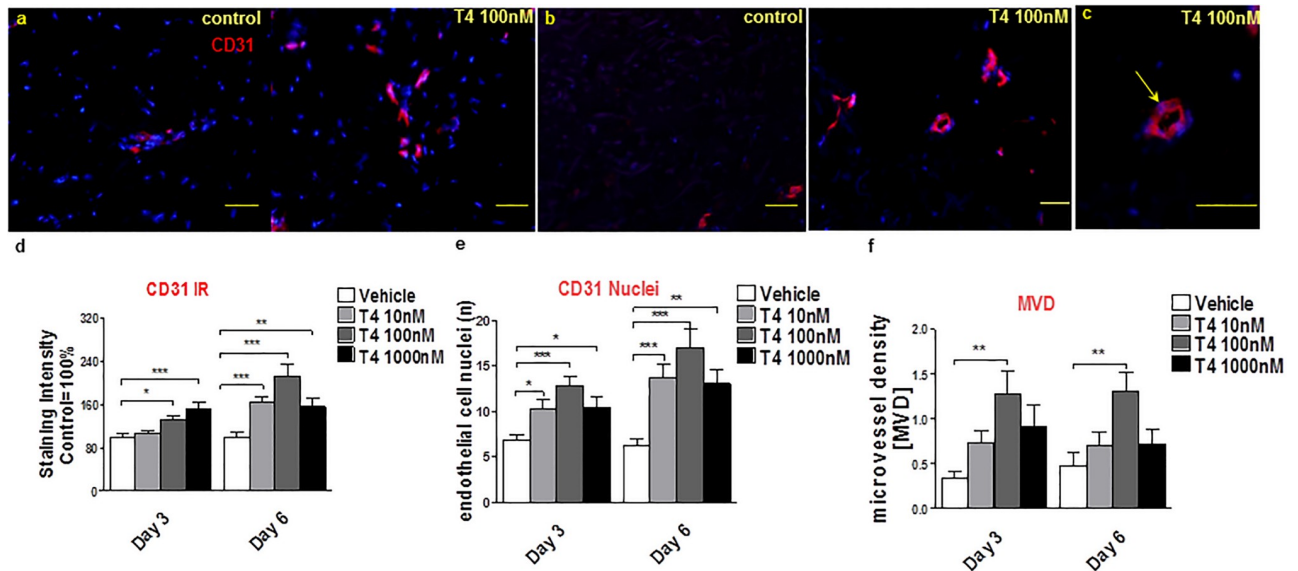 a
control
CD31
T4 100nM
b
control
T4 100nM
c
T4 100nM
d
CD31 IR
Vehicle
T4 10nM
T4 100nM
T4 1000nM
Staining Intensity
Control=100%
320
240
160
80
0
**
***
***
***
*
Day 3
Day 6
e
CD31 Nuclei
Vehicle
T4 10nM
T4 100nM
T4 1000nM
endothelial cell nuclei (n)
20
15
10
5
0
*
***
*
**
***
***
Day 3
Day 6
f
MVD
Vehicle
T4 10nM
T4 100nM
T4 1000nM
microvessel density
[MVD]
2.0
1.5
1.0
0.5
0.0
**
**
Day 3
Day 6